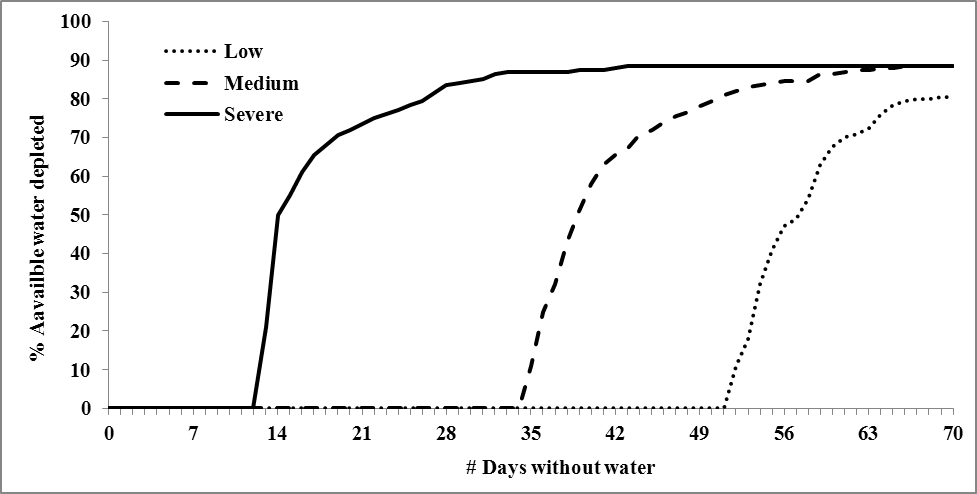 100
90
80
70
60
50
40
30
20
10
0
% Aavailble water depleted
Low
Medium
Severe
0 7 14 21 28 35 42 49 56 63 70
# Days without water